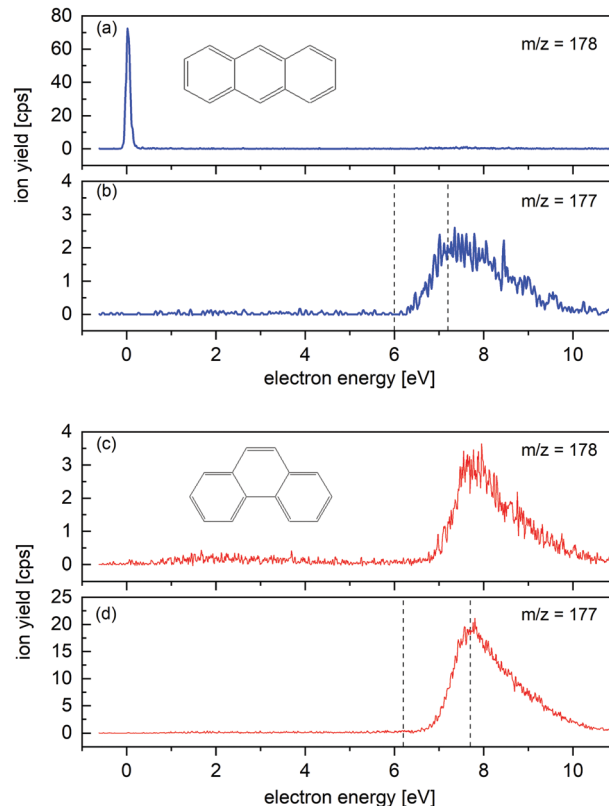 (a)
m/z = 178
80
60
40
20
0
ion yield [cps]
(b)
m/z = 177
4
3
2
1
0
0 2 4 6 8 10
electron energy [eV]
(c)
m/z = 178
4
3
2
1
0
ion yield [cps]
(d)
m/z = 177
25
20
15
10
5
0
0 2 4 6 8 10
electron energy [eV]